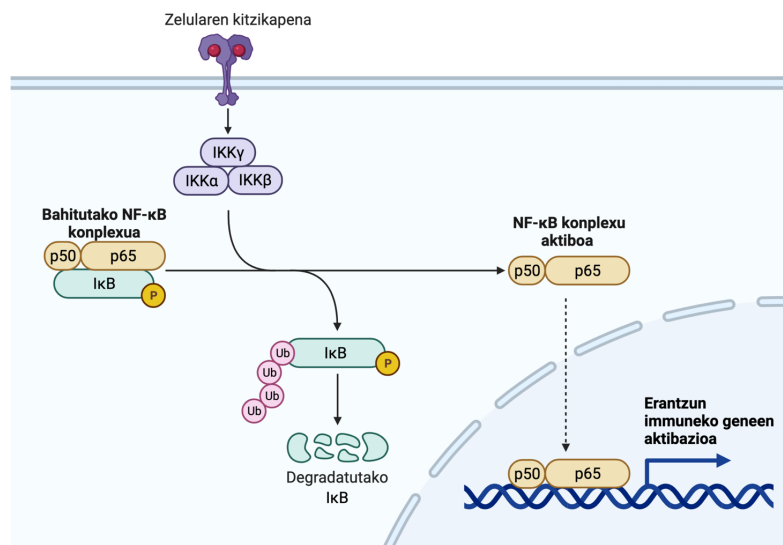 Zelularen kitzikapena
IKKγ
IKKα
IKKβ
Bahitutako NF-κB
konplexua
p50
p65
IκB
P
NF-κB konplexu
aktiboa
p50
p65
Ub
IκB
P
Ub
Ub
Ub
Degradatutako
IκB
Erantzun
immuneko geneen
aktibazioa
p50
p65